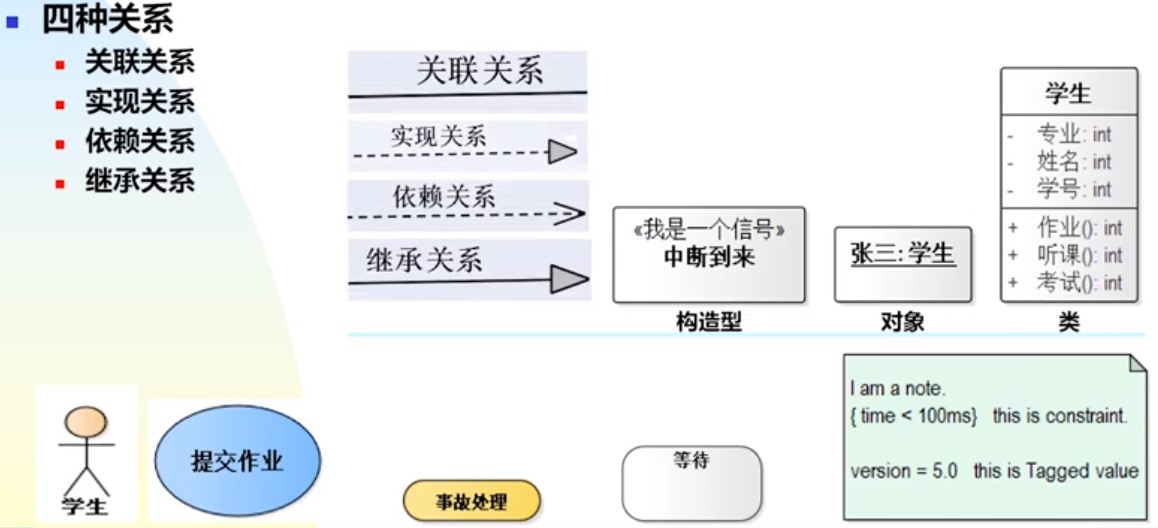 四种关系
关联关系
实现关系
依赖关系
继承关系
关联关系
实现关系
依赖关系
继承关系
《我是一个信号》
中断到来
构造型
张三: 学生
对象
学生
- 专业: int
- 姓名: int
- 学号: int
+ 作业(): int
+ 听课(): int
+ 考试(): int
类
学生
提交作业
事故处理
等待
I am a note.
{ time < 100ms} this is constraint.
version = 5.0 this is Tagged value